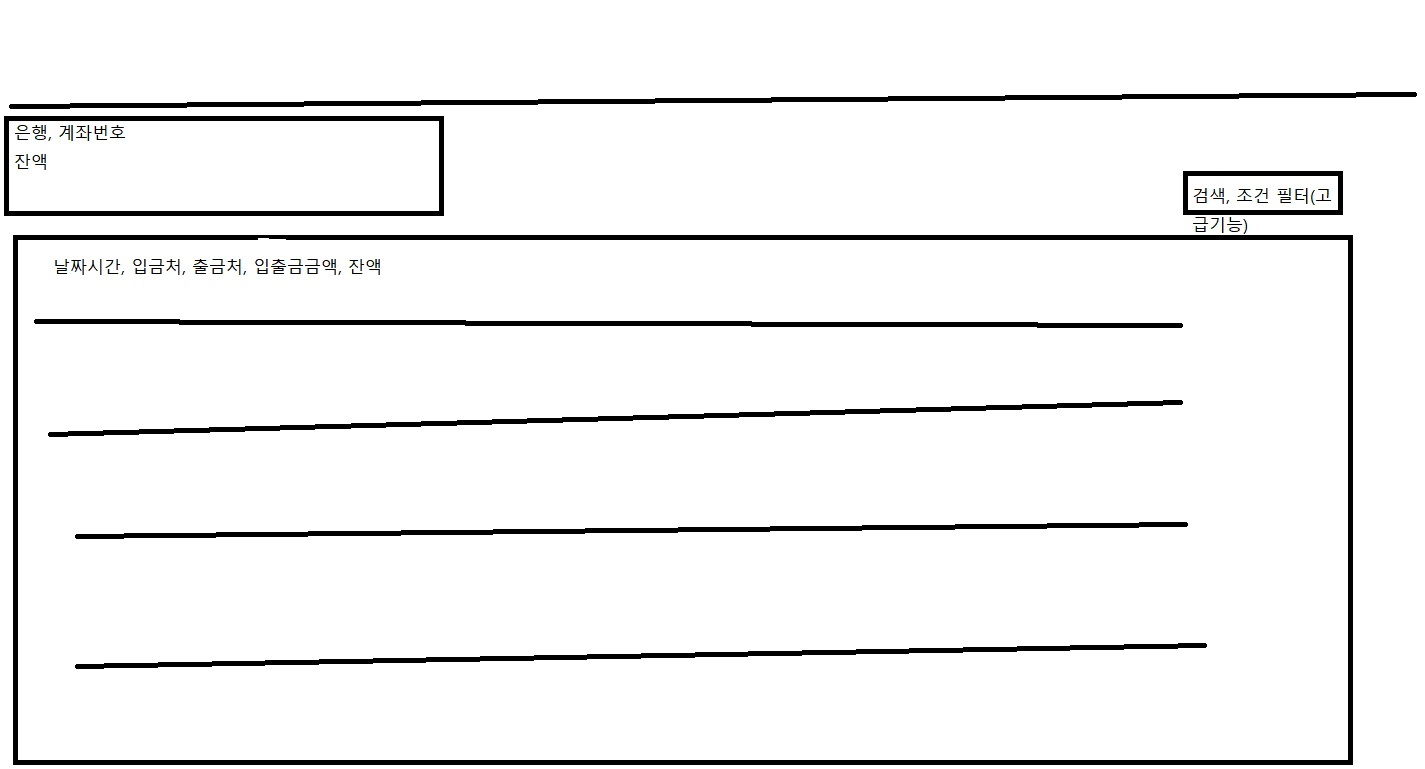 은행, 계좌번호
잔액
검색, 조건 필터(고
급기능)
날짜시간, 입금처, 출금처, 입출금금액, 잔액